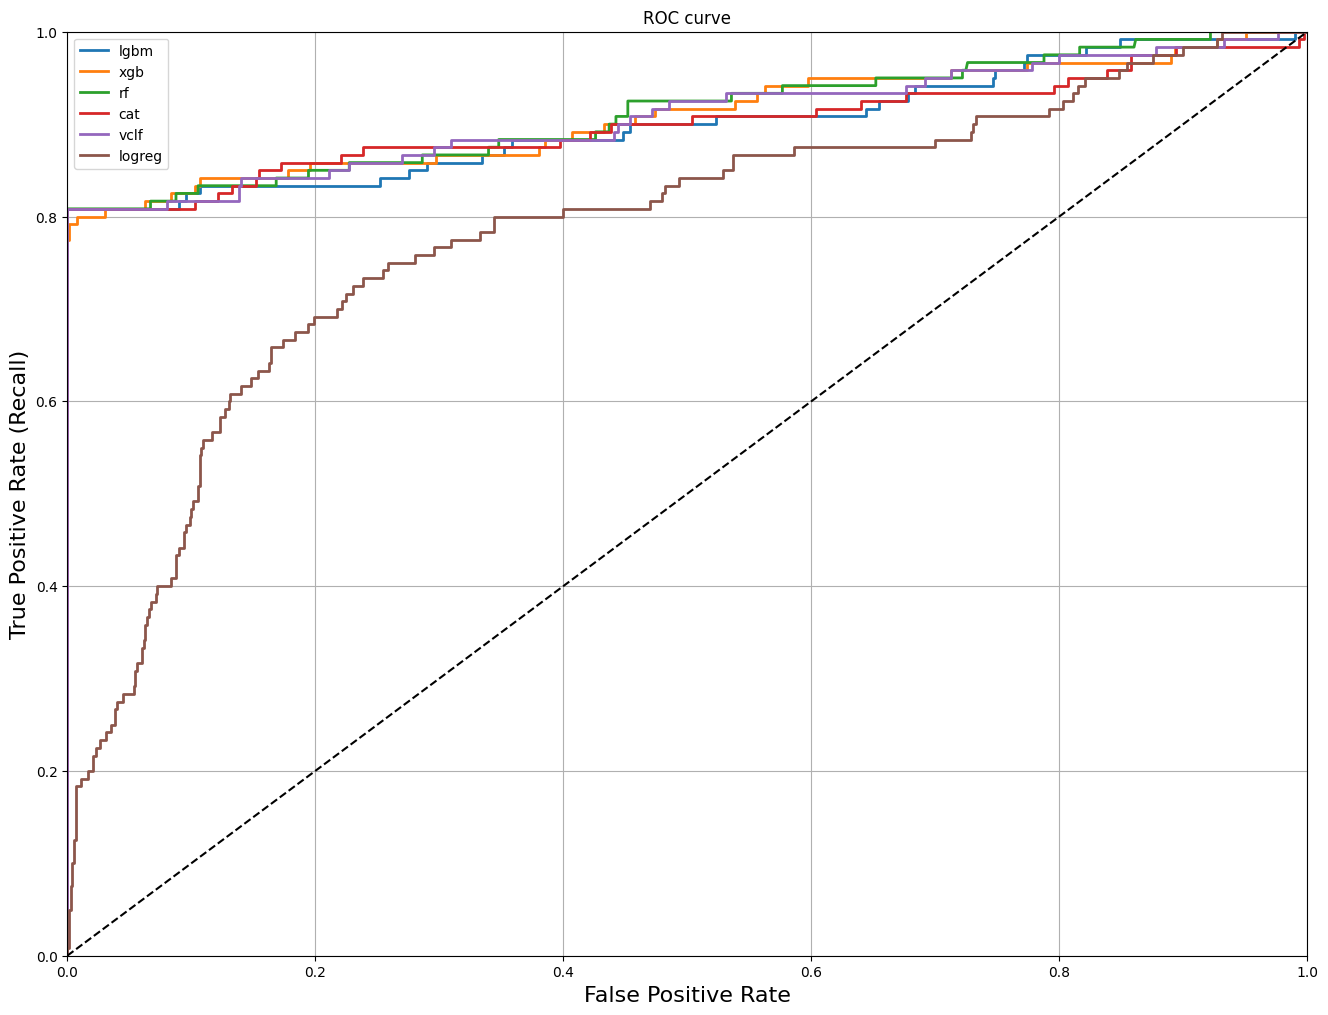 ROC curve
lgbm
xgb
rf
cat
vclf
logreg
True Positive Rate (Recall)
1.0
0.8
0.6
0.4
0.2
0.0
0.0 0.2 0.4 0.6 0.8 1.0
False Positive Rate